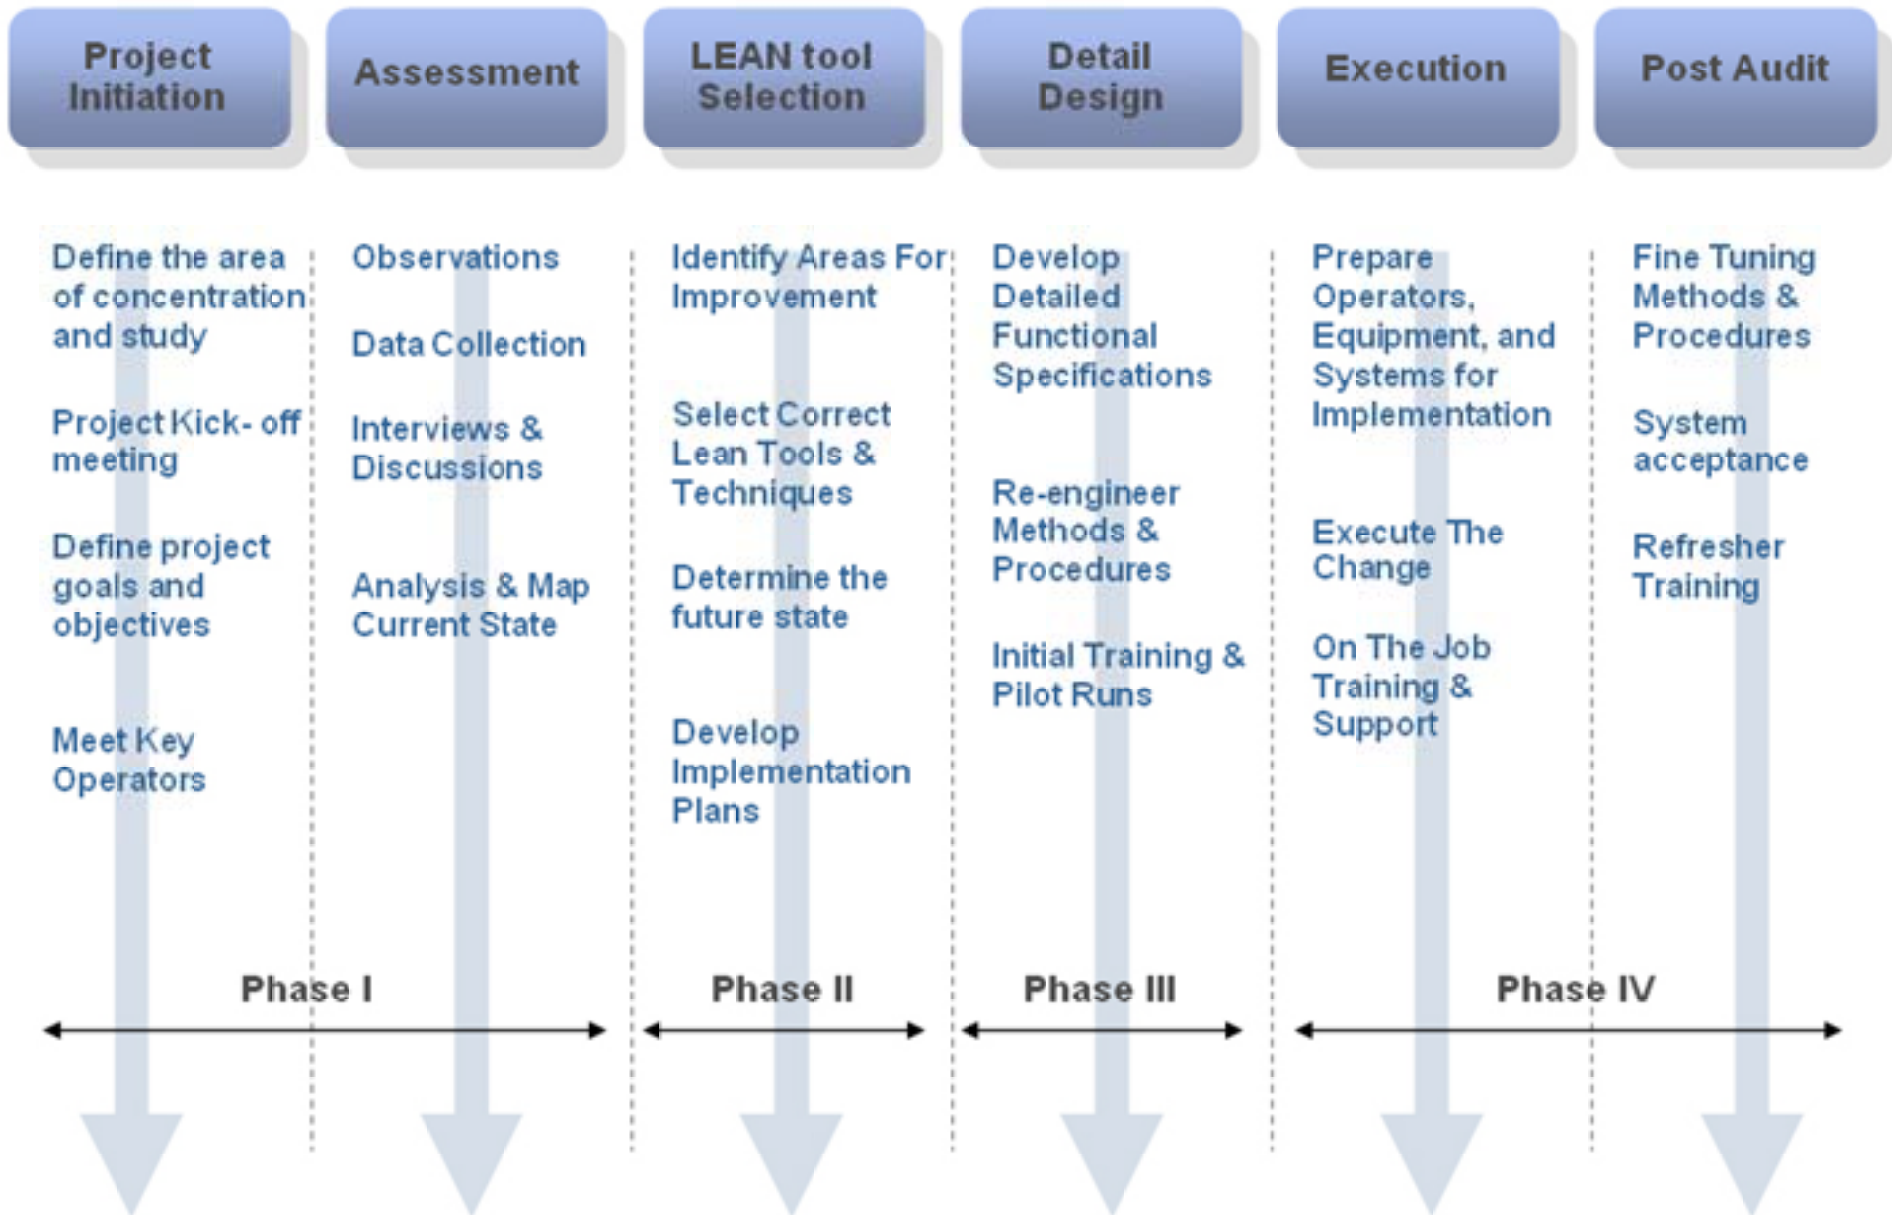 Project
Initiation
Assessment
LEAN tool
Selection
Detail
Design
Execution
Post Audit
Define the area
of concentration
and study
Project Kick- off
meeting
Define project
goals and
objectives
Meet Key
Operators
Observations
Data Collection
Interviews &
Discussions
Analysis & Map
Current State
Identify Areas For
Improvement
Select Correct
Lean Tools &
Techniques
Determine the
future state
Develop
Implementation
Plans
Develop
Detailed
Functional
Specifications
Re-engineer
Methods &
Procedures
Initial Training &
Pilot Runs
Prepare
Operators,
Equipment, and
Systems for
Implementation
Execute The
Change
On The Job
Training &
Support
Fine Tuning
Methods &
Procedures
System
acceptance
Refresher
Training
Phase I
Phase II
Phase III
Phase IV